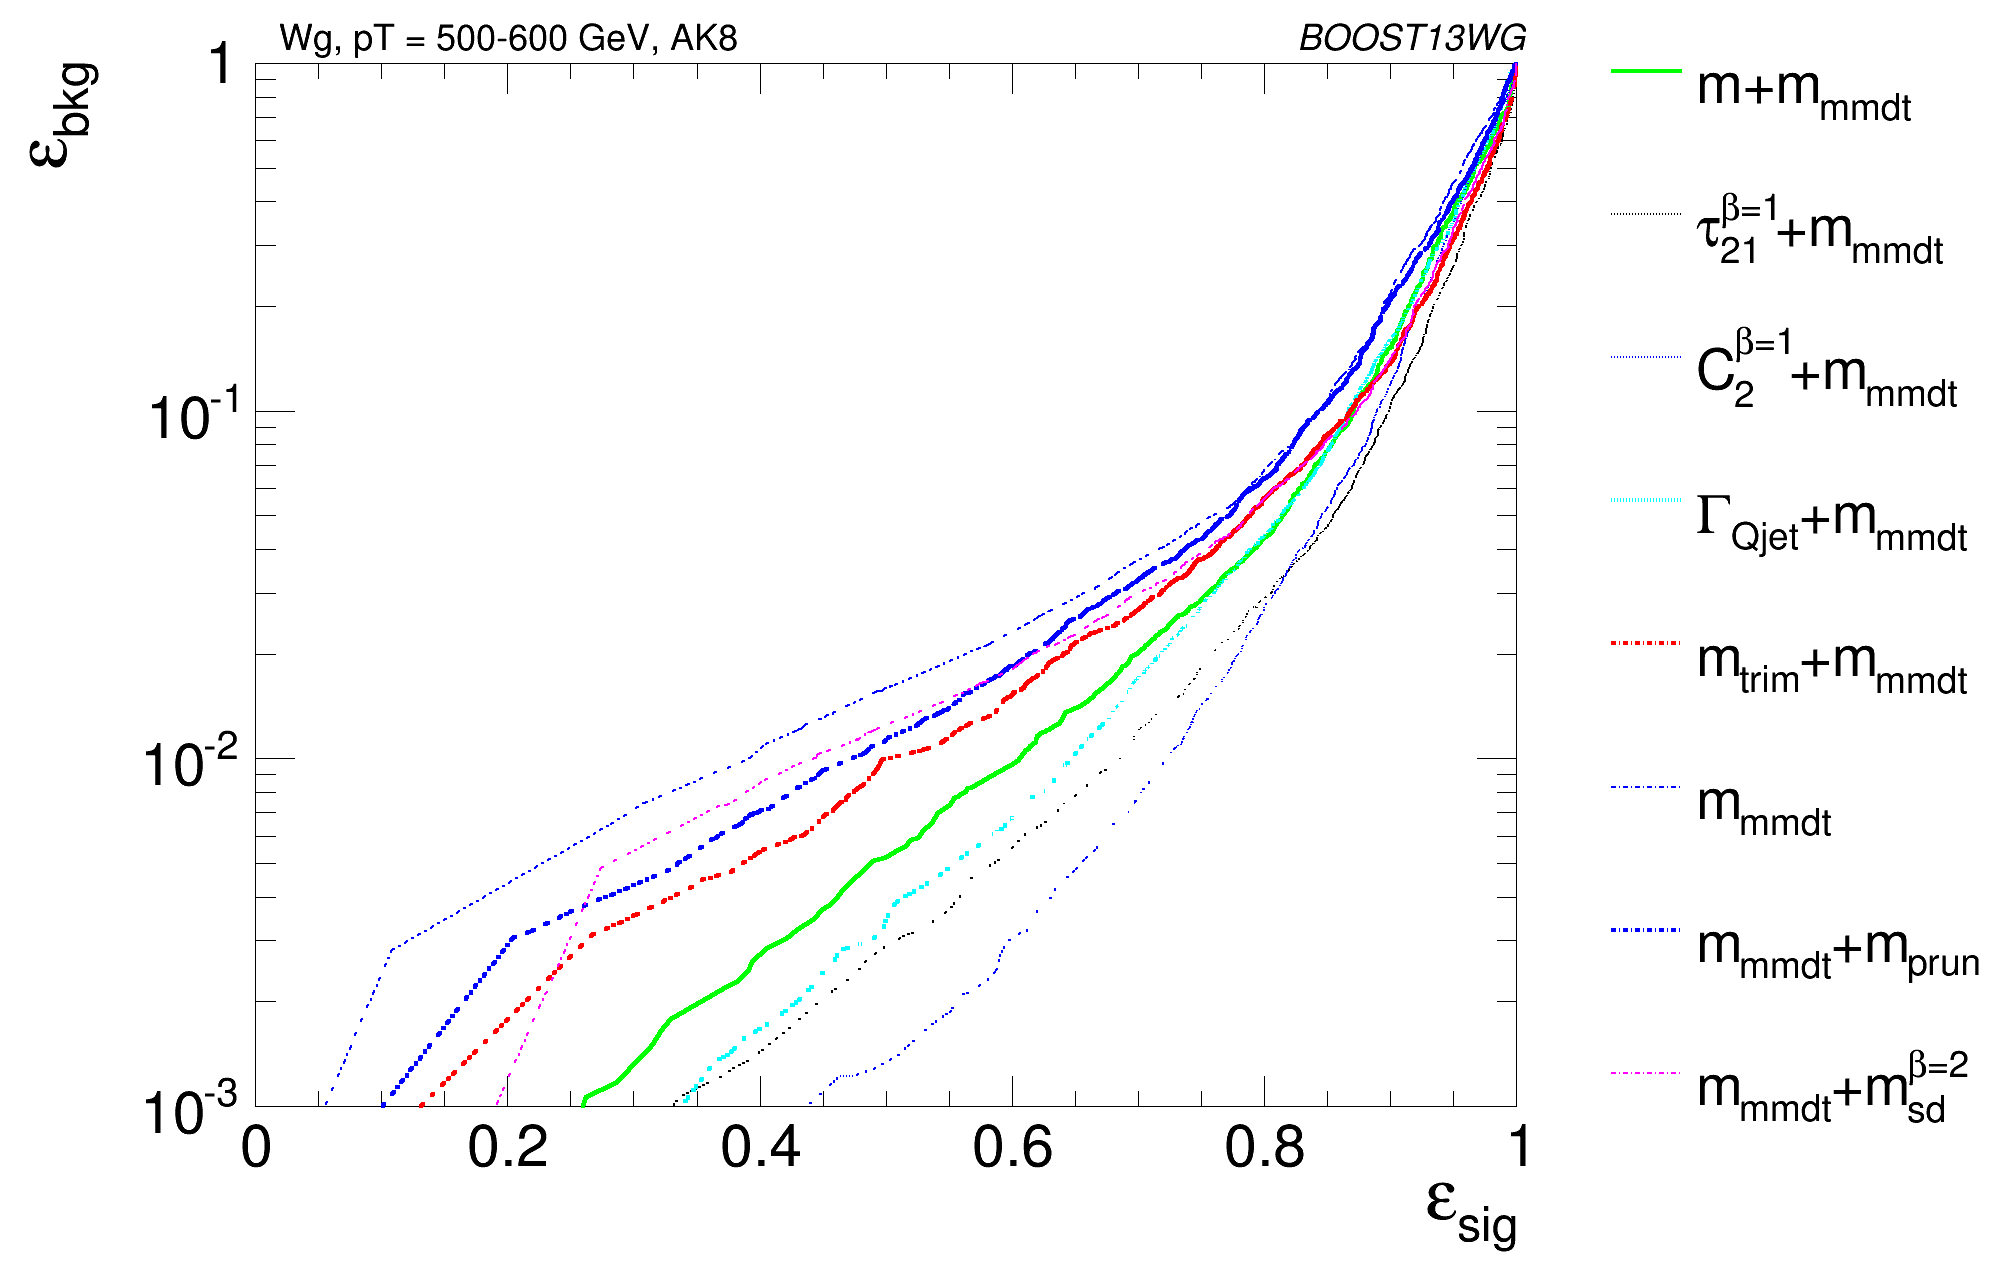 Wg, pT = 500-600 GeV, AK8
BOOST13WG
ε_bkg
1
10^-1
10^-2
10^-3
0 0.2 0.4 0.6 0.8 1
ε_sig
m+m_mmdt
τ_21^β=1+m_mmdt
C_2^β=1+m_mmdt
Γ_Qjet+m_mmdt
m_trim+m_mmdt
m_mmdt
m_mmdt+m_prun
m_mmdt+m_sd^β=2